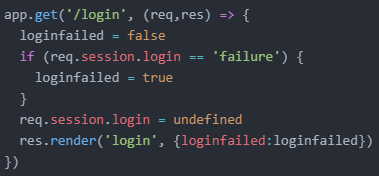 app.get('/login', (req,res) => {
  loginfailed = false
  if (req.session.login == 'failure') {
    loginfailed = true
  }
  req.session.login = undefined
  res.render('login', {loginfailed:loginfailed})
})